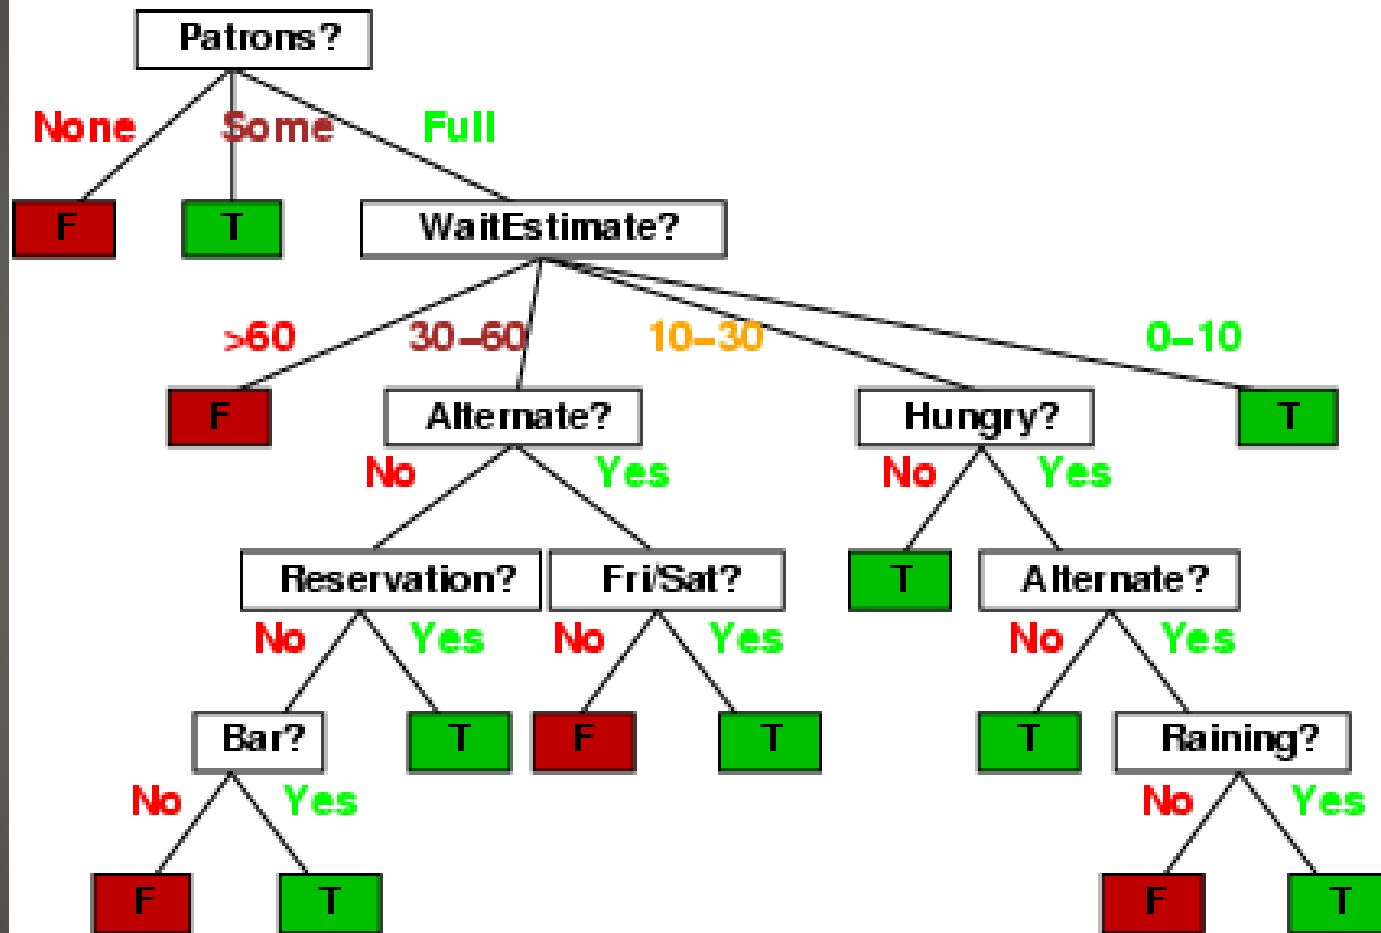 Patrons?
None Some Full
F T WaitEstimate?
>60 30–60 10–30 0–10
F Alternate? Hungry? T
No Yes No Yes
Reservation? Fri/Sat? T Alternate?
No Yes No Yes No Yes
Bar? T F T T Raining?
No Yes No Yes
F T F T